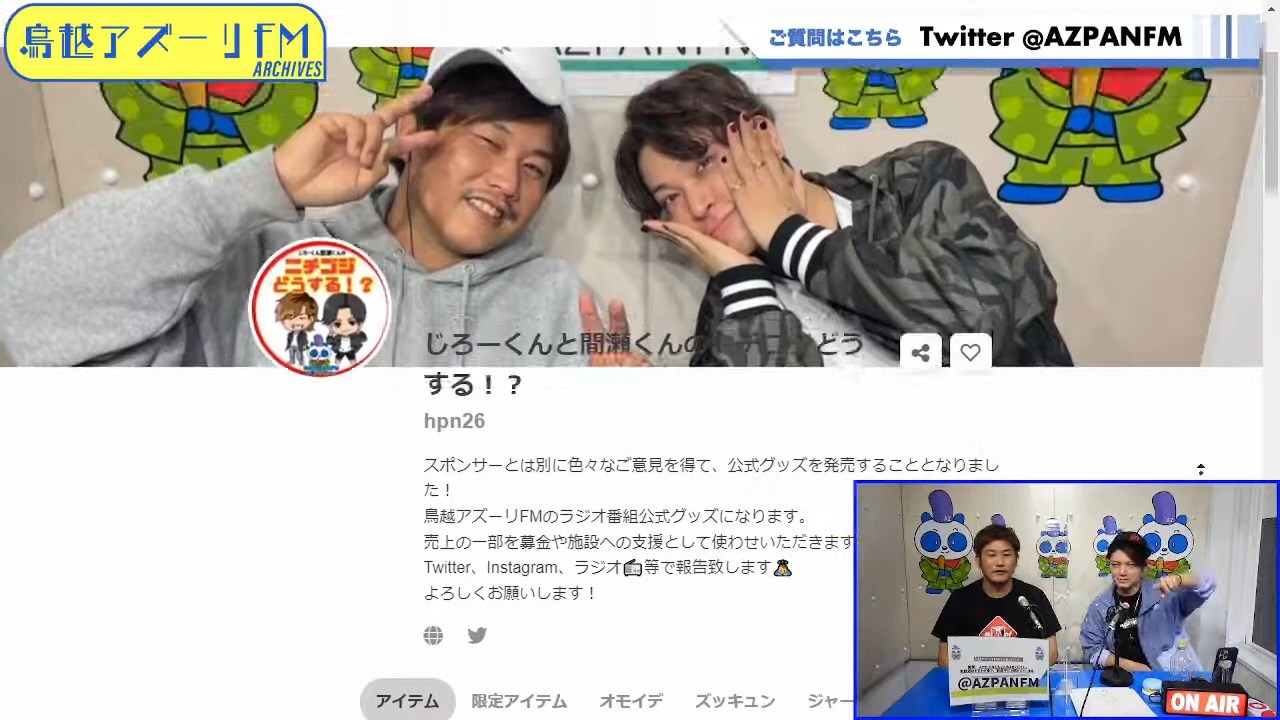 鳥越アズーリFM
ARCHIVES
ご質問はこちら Twitter @AZPANFM
AZPANFM
ニチゴジ
どうする！？
じろーくんと間瀬くんのニチゴジどう
する！？
hpn26
スポンサーとは別に色々なご意見を得て、公式グッズを発売することとなりまし
た！
鳥越アズーリFMのラジオ番組公式グッズになります。
売上の一部を募金や施設への支援として使わせいただきます
Twitter、Instagram、ラジオ📻等で報告致します🙇
よろしくお願いします！
アイテム 限定アイテム オモイデ ズッキュン ジャー
@AZPANFM
ON AIR